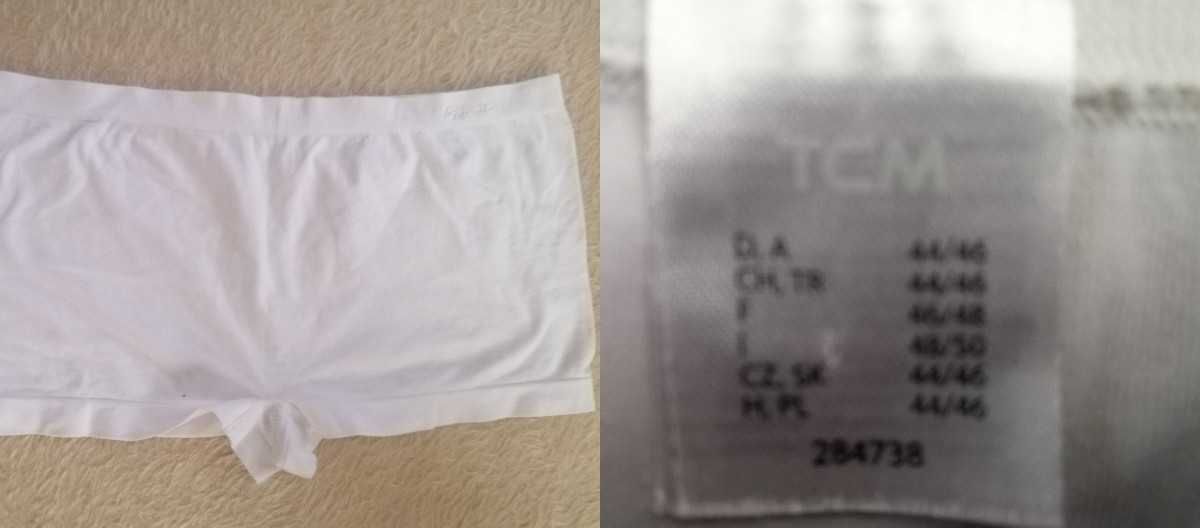 TCM
D, A 44/46
CH, TR 44/46
F 46/48
I 48/50
CZ, SK 44/46
H, PL 44/46
284738